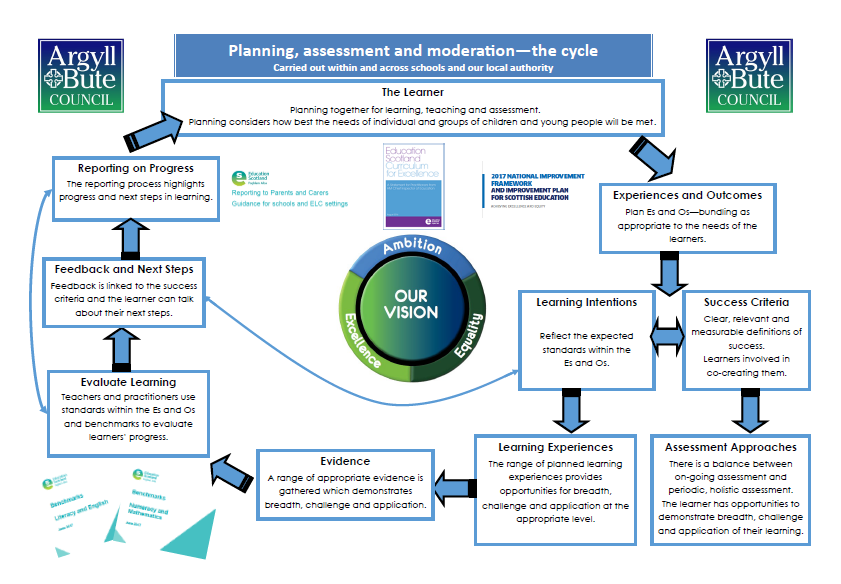 Argyll
Bute
COUNCIL
Planning, assessment and moderation—the cycle
Carried out within and across schools and our local authority
Argyll
Bute
COUNCIL
The Learner
Planning together for learning, teaching and assessment.
Planning considers how best the needs of individual and groups of children and young people will be met.
Reporting on Progress
The reporting process highlights
progress and next steps in learning.
Education
Scotland
Reporting to Parents and Carers
Guidance for schools and ELC settings
Education
Scotland
Curriculum
for Excellence
2017 NATIONAL IMPROVEMENT
FRAMEWORK
AND IMPROVEMENT PLAN
FOR SCOTTISH EDUCATION
Experiences and Outcomes
Plan Es and Os—bundling as
appropriate to the needs of the
learners.
Feedback and Next Steps
Feedback is linked to the success
criteria and the learner can talk
about their next steps.
Ambition
OUR
VISION
Excellence
Equality
Learning Intentions
Reflect the expected
standards within the
Es and Os.
Success Criteria
Clear, relevant and
measurable definitions of
success.
Learners involved in
co-creating them.
Evaluate Learning
Teachers and practitioners use
standards within the Es and Os
and benchmarks to evaluate
learners' progress.
Evidence
A range of appropriate evidence is
gathered which demonstrates
breadth, challenge and application.
Learning Experiences
The range of planned learning
experiences provides
opportunities for breadth,
challenge and application at the
appropriate level.
Assessment Approaches
There is a balance between
on-going assessment and
periodic, holistic assessment.
The learner has opportunities to
demonstrate breadth, challenge
and application of their learning.
Benchmarks
Literacy and English
Education
Scotland
Benchmarks
Numeracy and
Mathematics